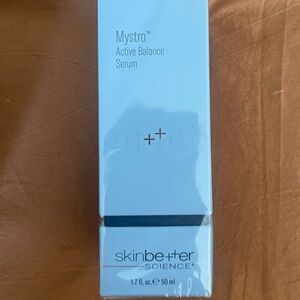 Mystro™
Active Balance
Serum
skinbetter
SCIENCE®
1.7 fl. oz. ℮ 50 ml